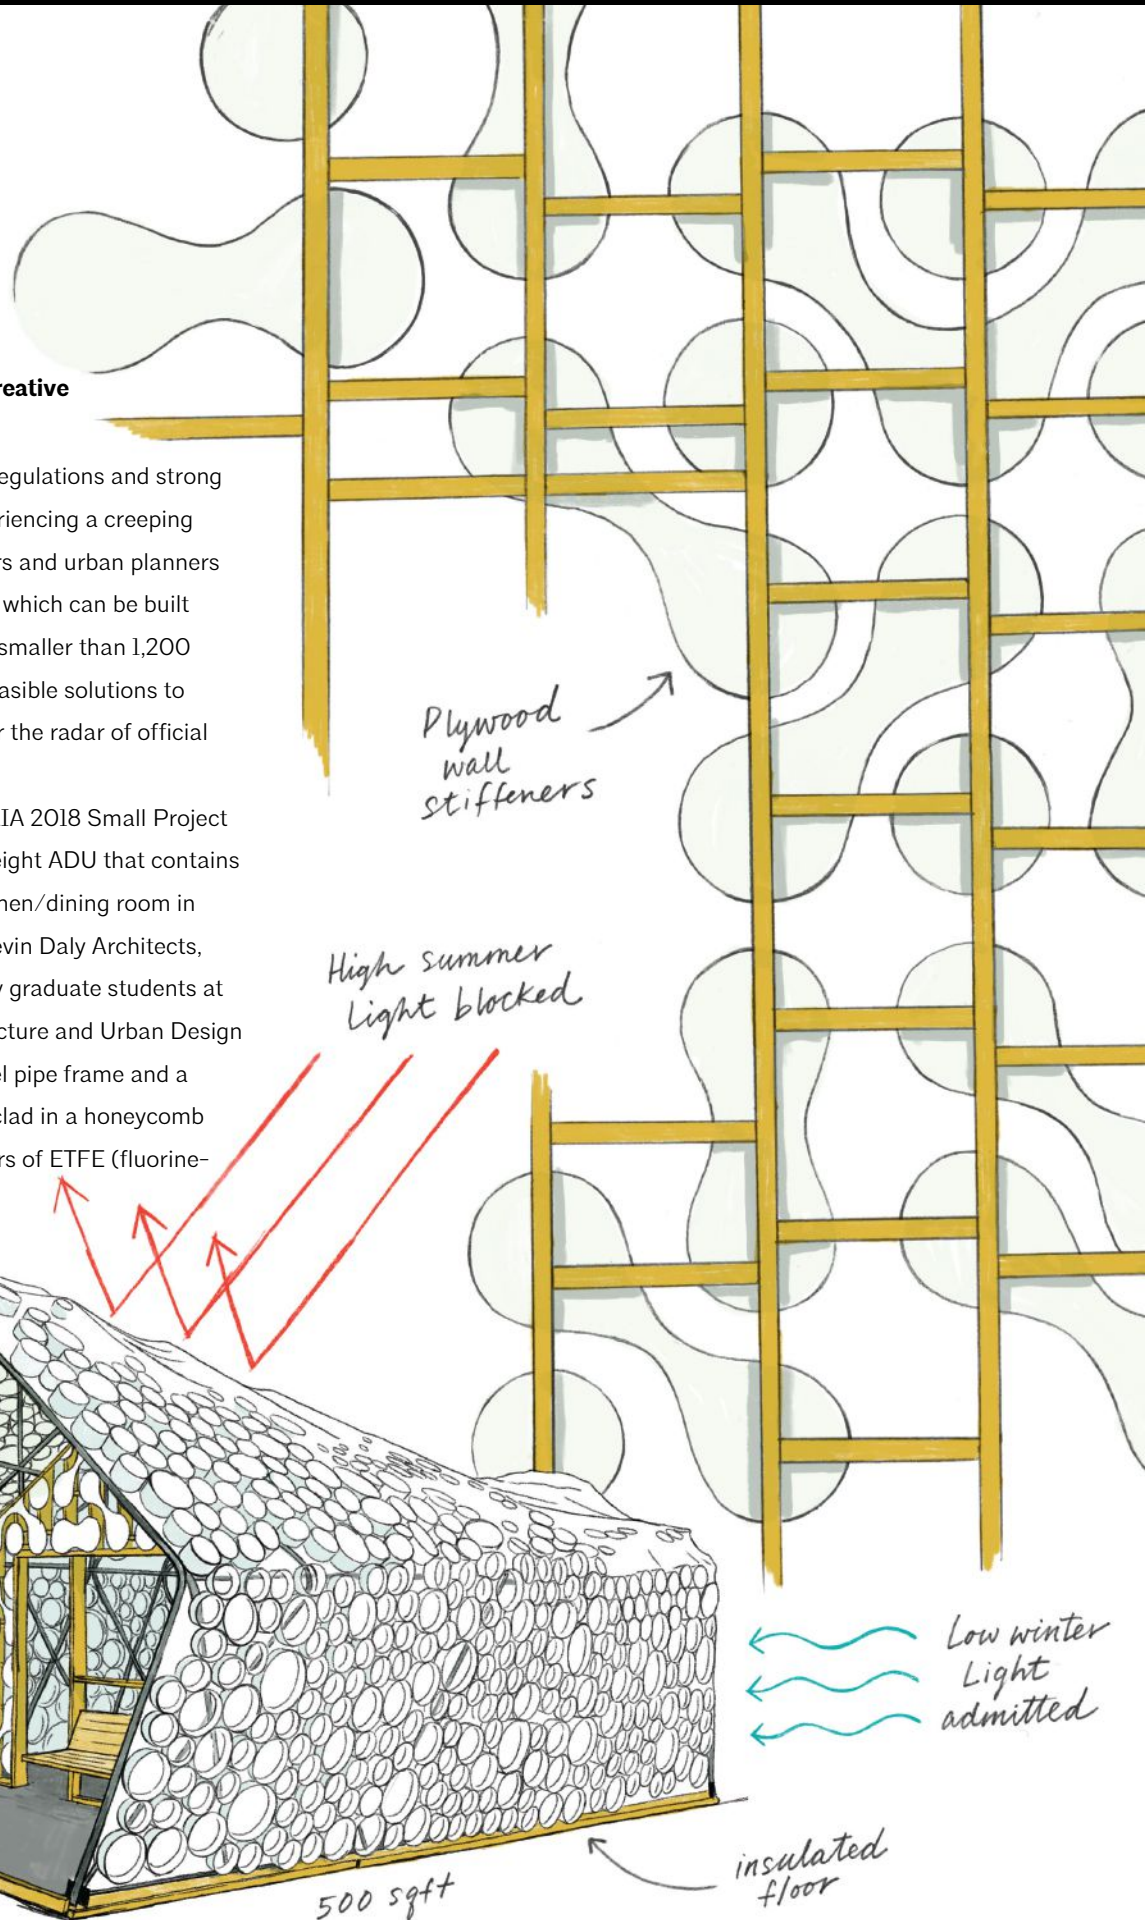 reative
egulations and strong
riencing a creeping
rs and urban planners
which can be built
smaller than 1,200
asible solutions to
r the radar of official
IA 2018 Small Project
eight ADU that contains
hen/dining room in
evin Daly Architects,
y graduate students at
cture and Urban Design
el pipe frame and a
clad in a honeycomb
rs of ETFE (fluorine-
Plywood
wall
stiffeners
High summer
Light blocked
Low winter
Light
admitted
insulated
floor
500 sqft